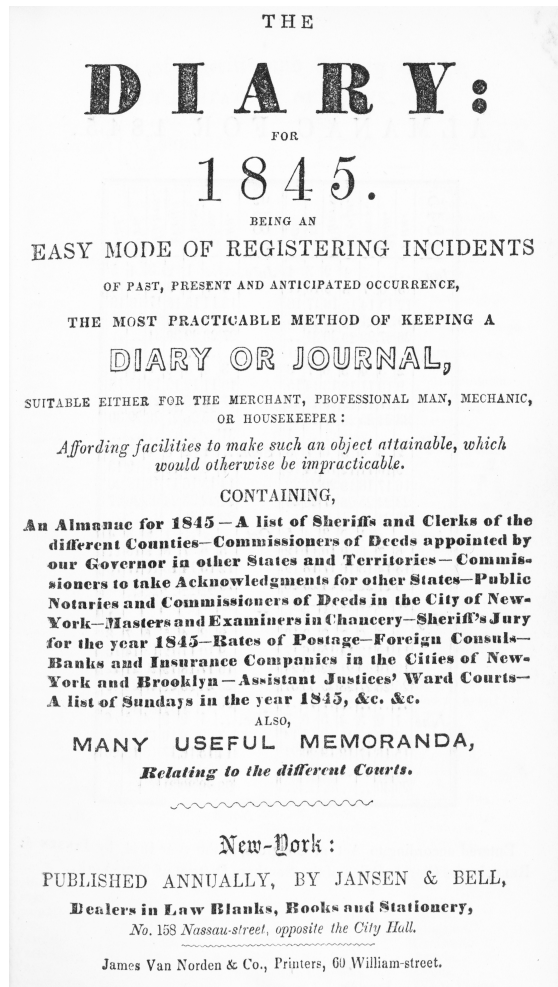 THE
DIARY:
FOR
1845.
BEING AN
EASY MODE OF REGISTERING INCIDENTS
OF PAST, PRESENT AND ANTICIPATED OCCURRENCE,
THE MOST PRACTICABLE METHOD OF KEEPING A
DIARY OR JOURNAL,
SUITABLE EITHER FOR THE MERCHANT, PROFESSIONAL MAN, MECHANIC,
OR HOUSEKEEPER:
Affording facilities to make such an object attainable, which
would otherwise be impracticable.
CONTAINING,
An Almanac for 1845—A list of Sheriffs and Clerks of the
different Counties—Commissioners of Deeds appointed by
our Governor in other States and Territories—Commis-
sioners to take Acknowledgments for other States—Public
Notaries and Commissioners of Deeds in the City of New-
York—Masters and Examiners in Chancery—Sheriff's Jury
for the year 1845—Rates of Postage—Foreign Consuls—
Banks and Insurance Companies in the Cities of New-
York and Brooklyn—Assistant Justices' Ward Courts—
A list of Sundays in the year 1845, &c. &c.
ALSO,
MANY USEFUL MEMORANDA,
Relating to the different Courts.
New-York:
PUBLISHED ANNUALLY, BY JANSEN & BELL,
Dealers in Law Blanks, Books and Stationery,
No. 158 Nassau-street, opposite the City Hall.
James Van Norden & Co., Printers, 60 William-street.